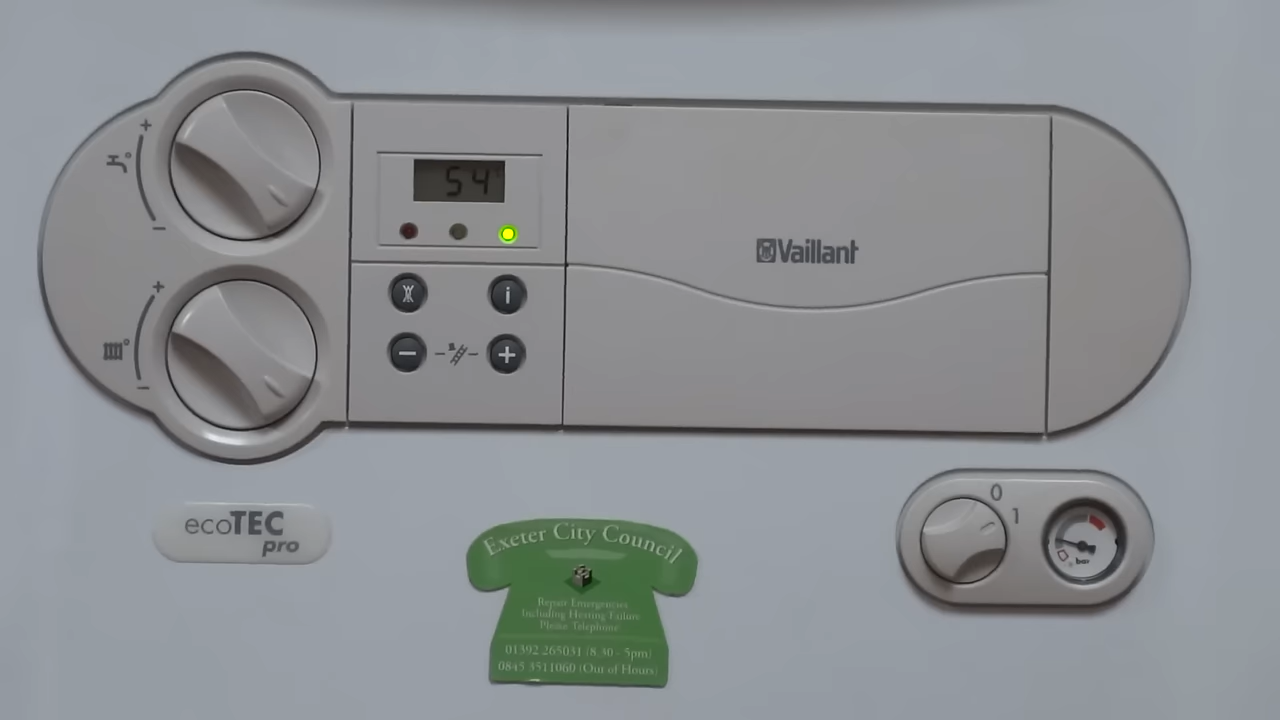 +
−
54°
Vaillant
i
+
−
− +
ecoTEC
pro
0
1
bar
Exeter City Council
Repair Emergencies
Including Heating Failure
Please Telephone
01392 265031 (8.30 - 5pm)
0845 3511060 (Out of Hours)